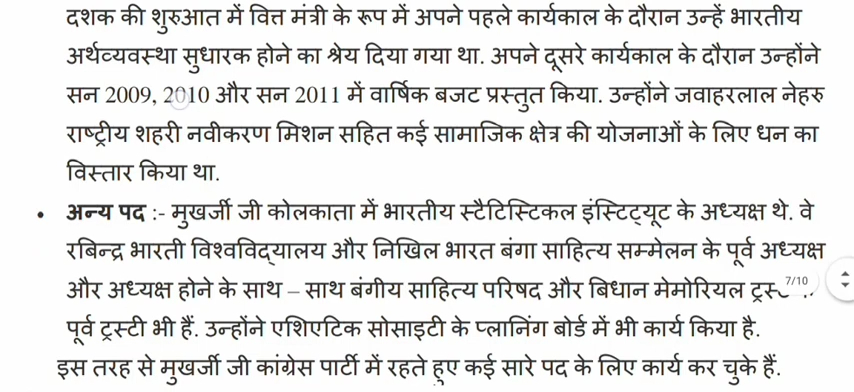 दशक की शुरुआत में वित्त मंत्री के रूप में अपने पहले कार्यकाल के दौरान उन्हें भारतीय
अर्थव्यवस्था सुधारक होने का श्रेय दिया गया था. अपने दूसरे कार्यकाल के दौरान उन्होंने
सन 2009, 2010 और सन 2011 में वार्षिक बजट प्रस्तुत किया. उन्होंने जवाहरलाल नेहरु
राष्ट्रीय शहरी नवीकरण मिशन सहित कई सामाजिक क्षेत्र की योजनाओं के लिए धन का
विस्तार किया था.
• अन्य पद :- मुखर्जी जी कोलकाता में भारतीय स्टैटिस्टिकल इंस्टिट्यूट के अध्यक्ष थे. वे
रबिन्द्र भारती विश्वविद्यालय और निखिल भारत बंगा साहित्य सम्मेलन के पूर्व अध्यक्ष
और अध्यक्ष होने के साथ – साथ बंगीय साहित्य परिषद और बिधान मेमोरियल
7/10
पूर्व ट्रस्टी भी हैं. उन्होंने एशिएटिक सोसाइटी के प्लानिंग बोर्ड में भी कार्य किया है.
इस तरह से मुखर्जी जी कांग्रेस पार्टी में रहते हुए कई सारे पद के लिए कार्य कर चुके हैं.